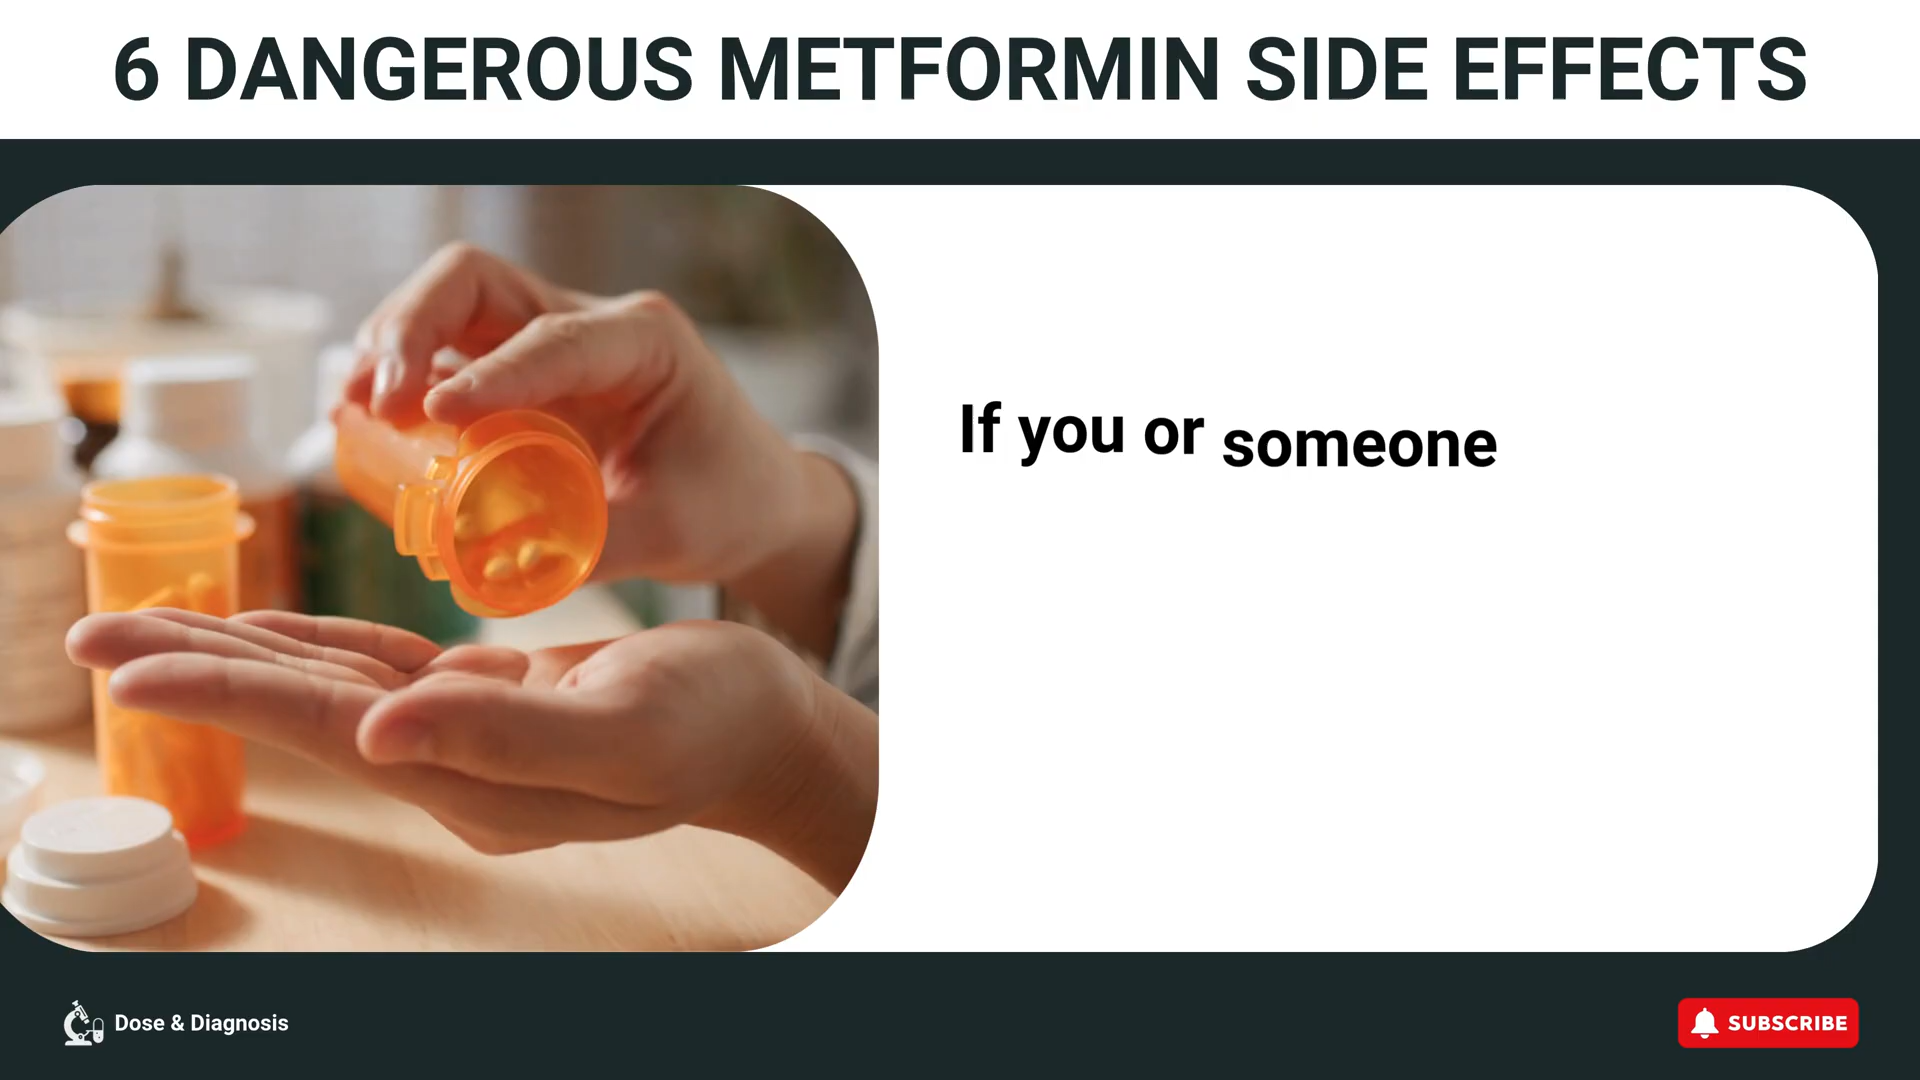 6 DANGEROUS METFORMIN SIDE EFFECTS
If you or someone
Dose & Diagnosis
SUBSCRIBE